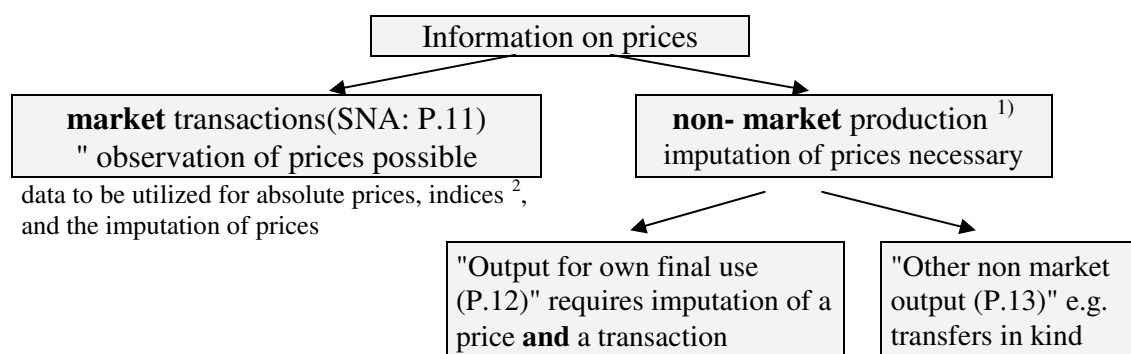 Information on prices
market transactions(SNA: P.11)
" observation of prices possible
data to be utilized for absolute prices, indices ²,
and the imputation of prices
non- market production ¹⁾
imputation of prices necessary
"Output for own final use
(P.12)" requires imputation of a
price and a transaction
"Other non market
output (P.13)" e.g.
transfers in kind